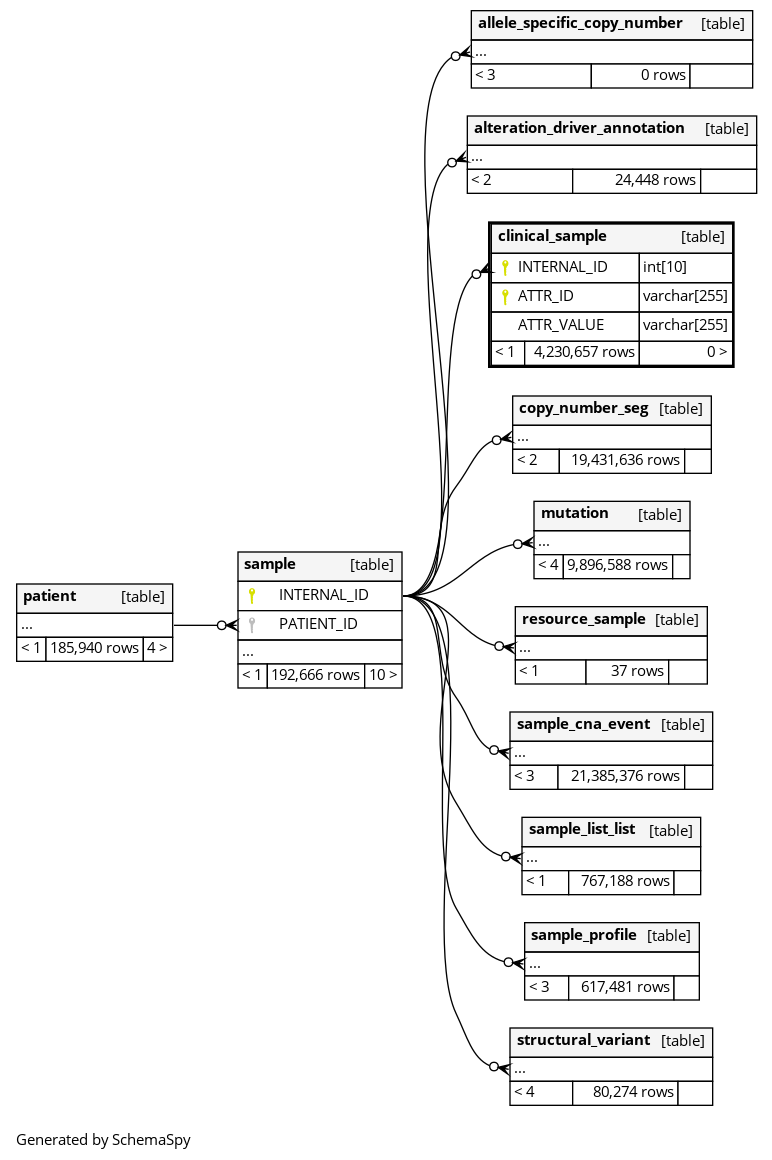 allele_specific_copy_number [table]
...
< 3 0 rows
alteration_driver_annotation [table]
...
< 2 24,448 rows
clinical_sample [table]
INTERNAL_ID int[10]
ATTR_ID varchar[255]
ATTR_VALUE varchar[255]
< 1 4,230,657 rows 0 >
copy_number_seg [table]
...
< 2 19,431,636 rows
mutation [table]
...
< 4 9,896,588 rows
sample [table]
INTERNAL_ID
PATIENT_ID
...
< 1 192,666 rows 10 >
patient [table]
...
< 1 185,940 rows 4 >
resource_sample [table]
...
< 1 37 rows
sample_cna_event [table]
...
< 3 21,385,376 rows
sample_list_list [table]
...
< 1 767,188 rows
sample_profile [table]
...
< 3 617,481 rows
structural_variant [table]
...
< 4 80,274 rows
Generated by SchemaSpy